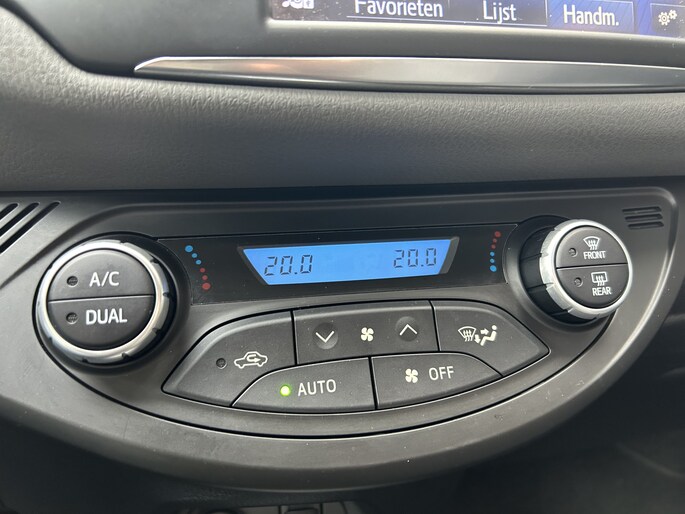 Favorieten Lijst Handm.
20.0 20.0
A/C
DUAL
FRONT
REAR
AUTO
OFF